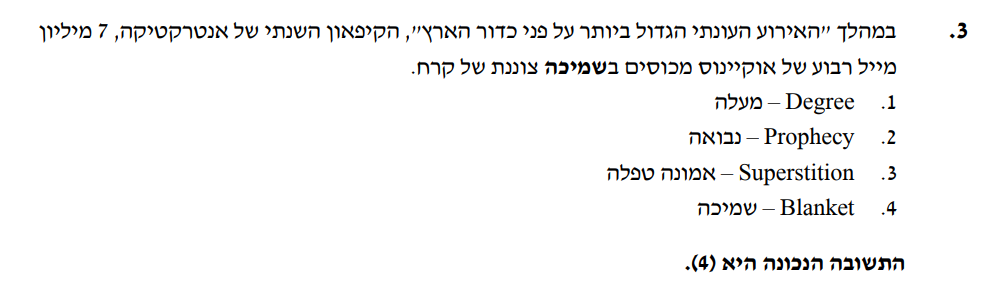 3. במהלך "האירוע העונתי הגדול ביותר על פני כדור הארץ", הקיפאון השנתי של אנטרקטיקה, 7 מיליון
מייל רבוע של אוקיינוס מכוסים בשמיכה צוננת של קרח.
1. Degree – מעלה
2. Prophecy – נבואה
3. Superstition – אמונה טפלה
4. Blanket – שמיכה
התשובה הנכונה היא (4).